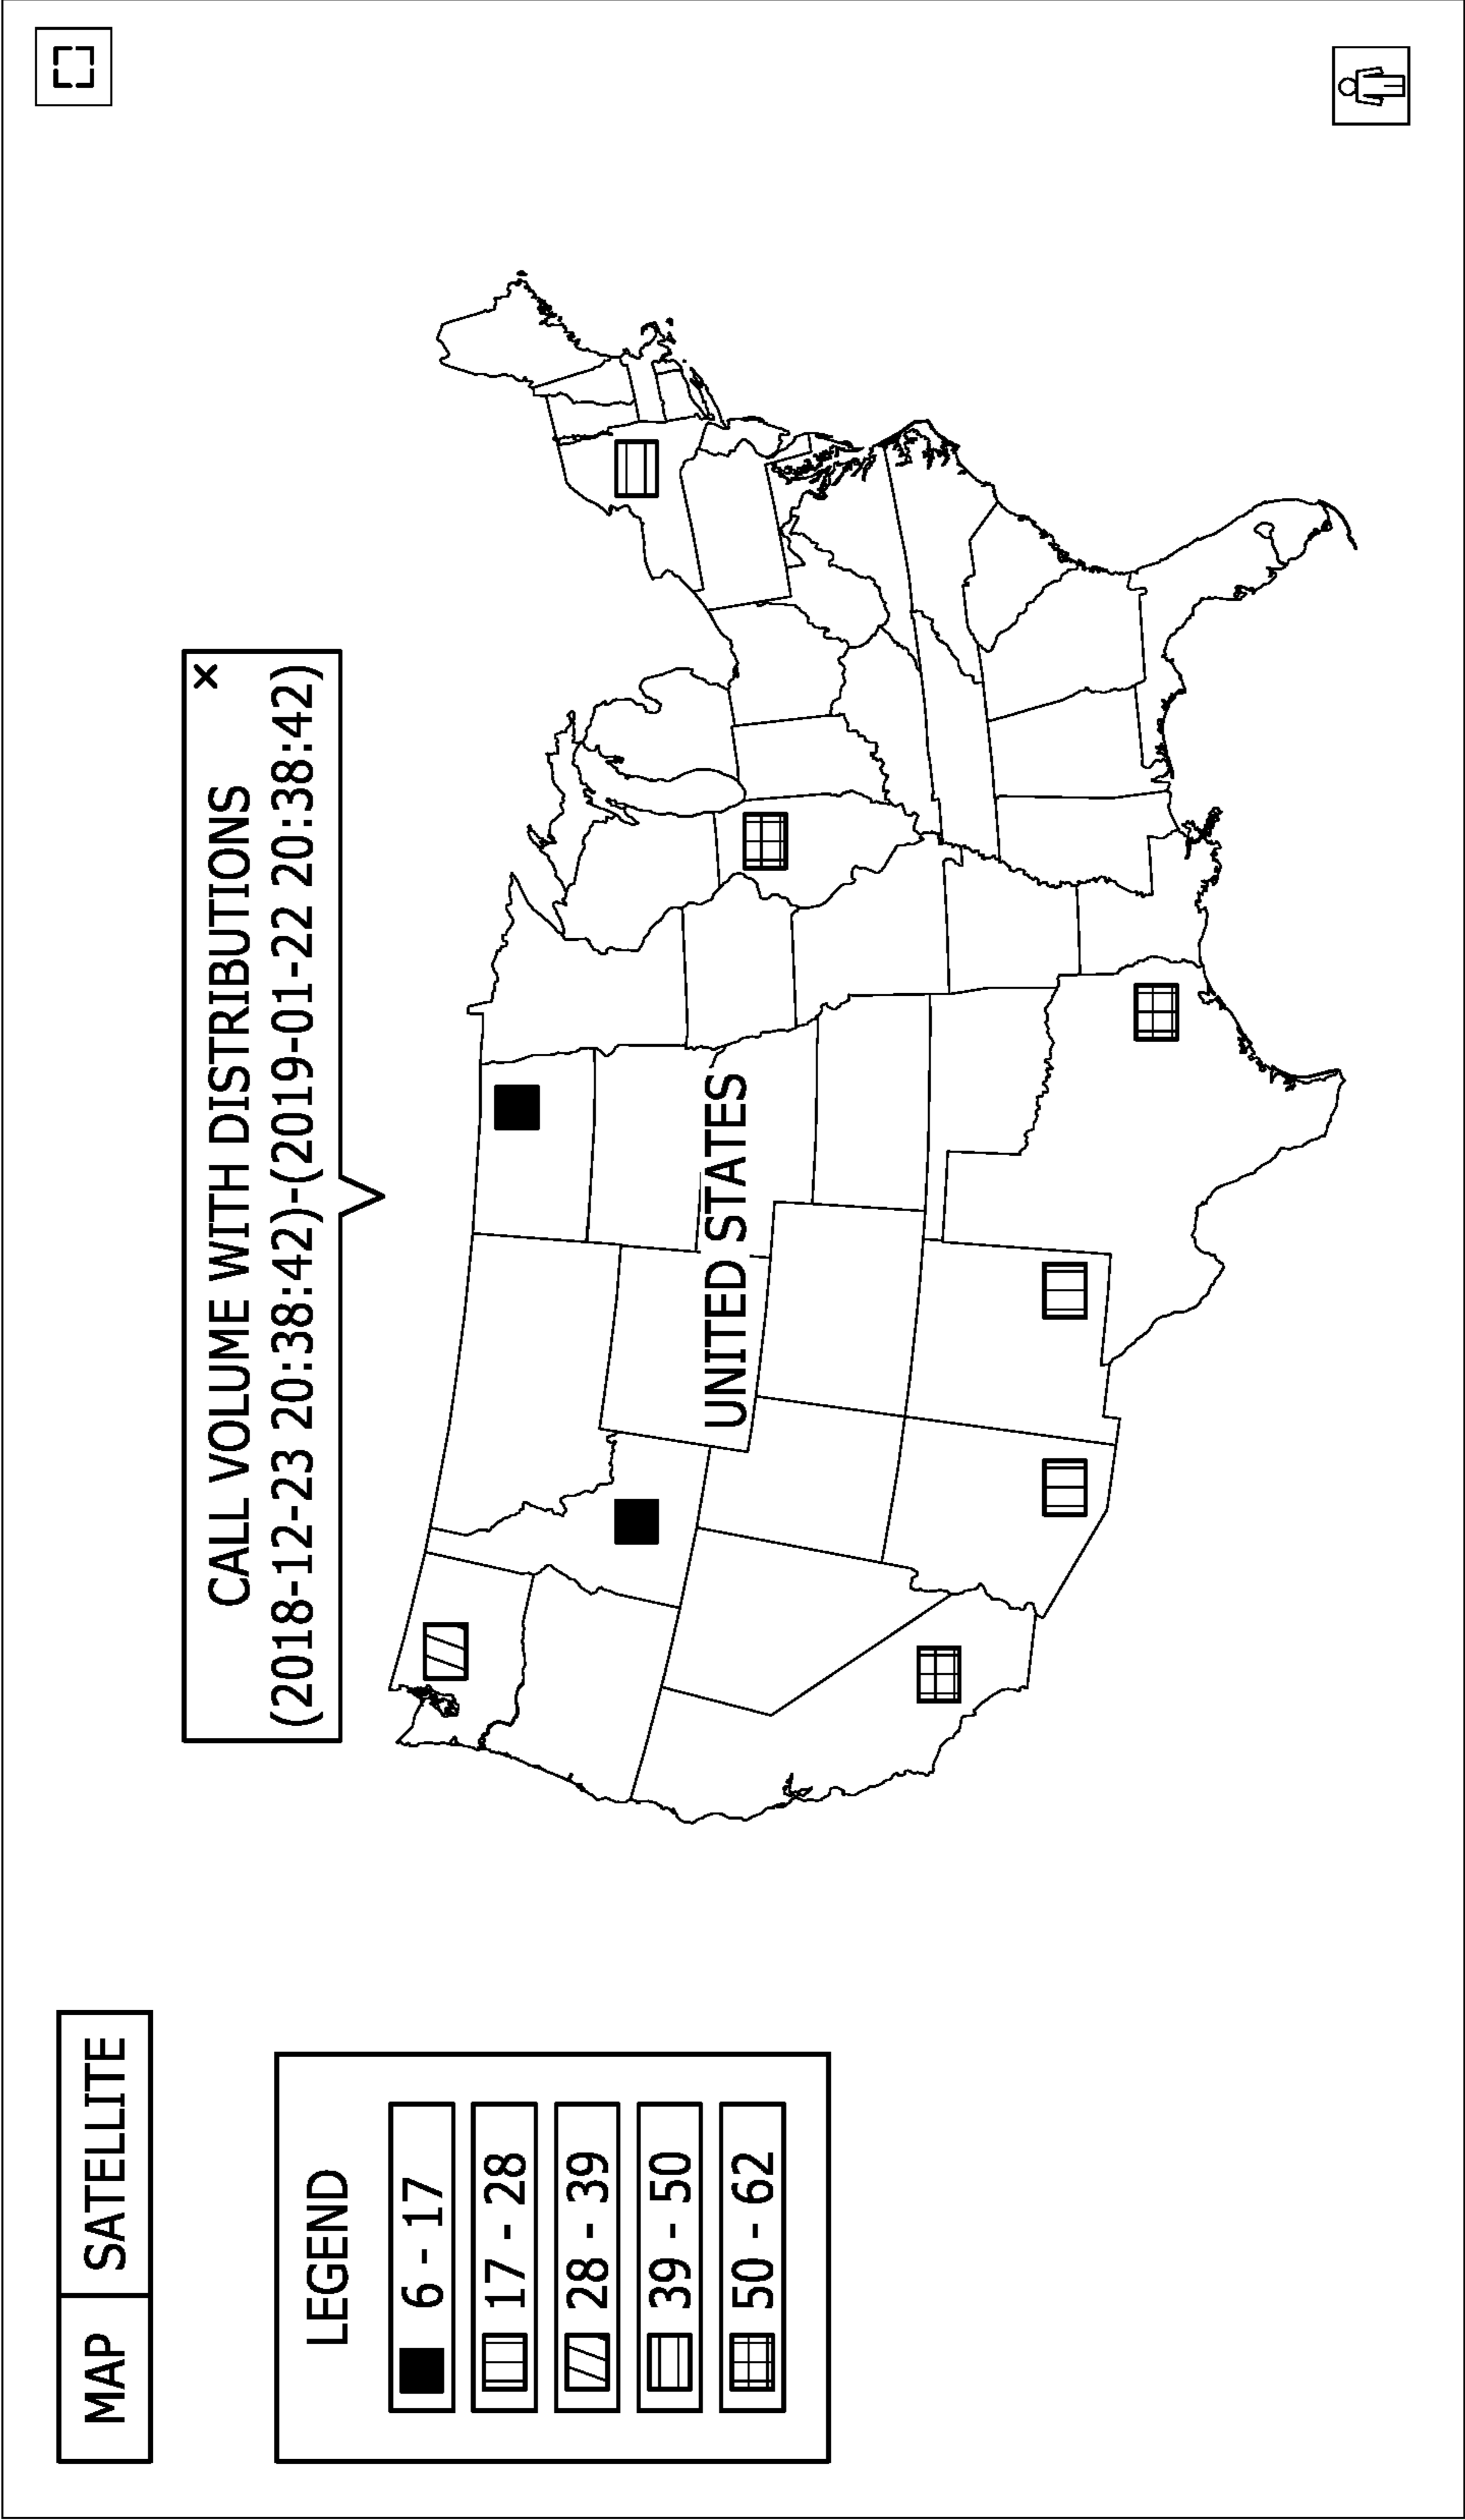 MAP
SATELLITE
CALL VOLUME WITH DISTRIBUTIONS
×
(2018-12-23 20:38:42)-(2019-01-22 20:38:42)
LEGEND
6 - 17
17 - 28
28 - 39
39 - 50
50 - 62
UNITED STATES